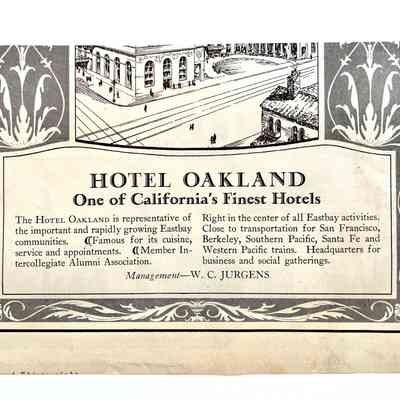 HOTEL OAKLAND
One of California's Finest Hotels
The HOTEL OAKLAND is representative of
the important and rapidly growing Eastbay
communities. ⁋Famous for its cuisine,
service and appointments. ⁋Member In-
tercollegiate Alumni Association.
Right in the center of all Eastbay activities.
Close to transportation for San Francisco,
Berkeley, Southern Pacific, Santa Fe and
Western Pacific trains. Headquarters for
business and social gatherings.
Management—W. C. JURGENS